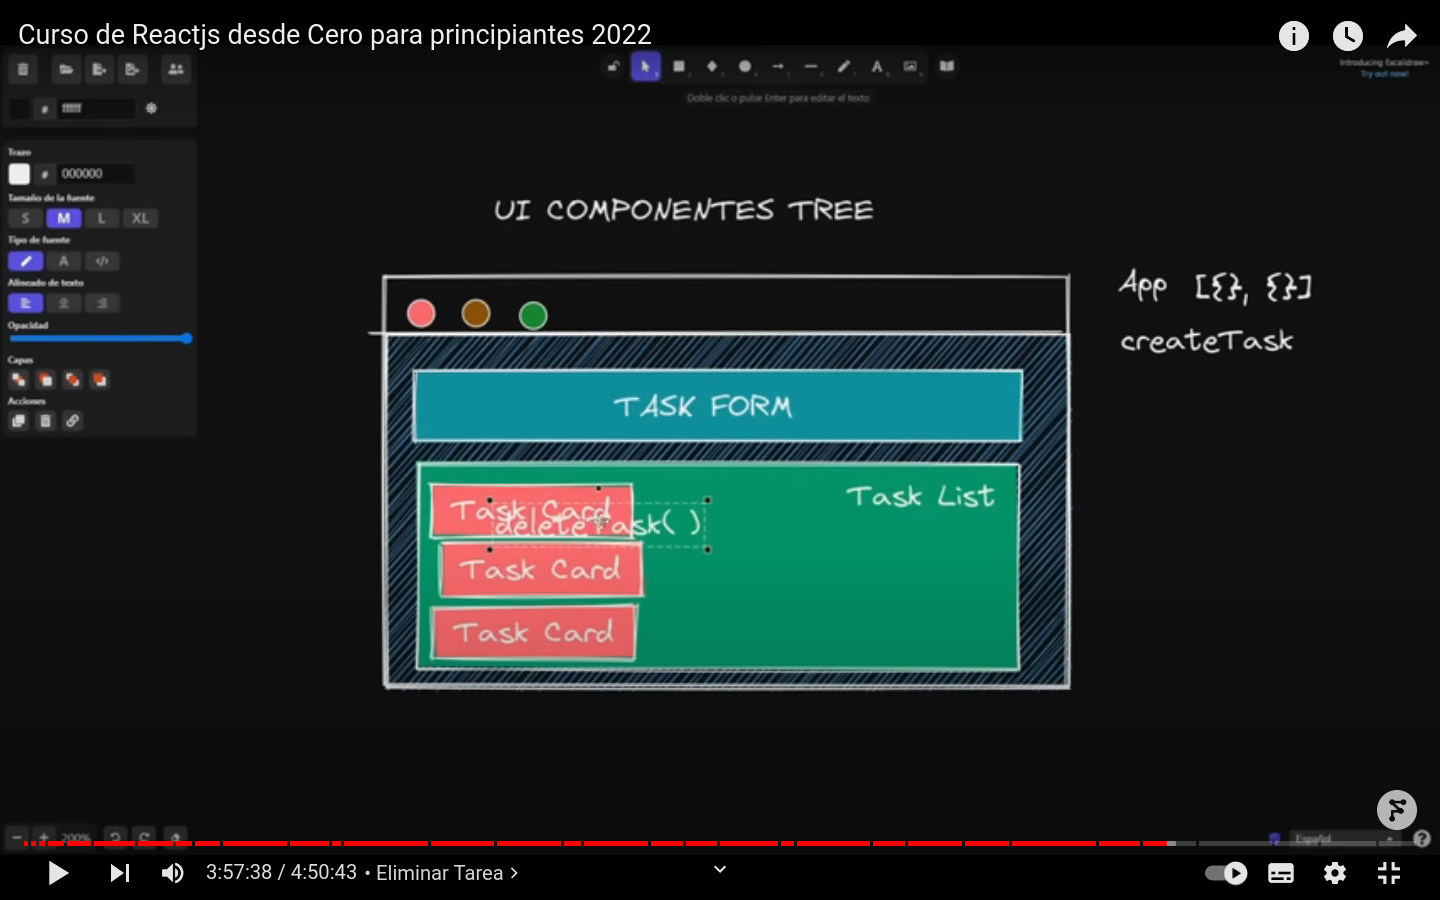 Curso de Reactjs desde Cero para principiantes 2022
Introducing Excalidraw+
Try out now!
Doble clic o pulse Enter para editar el texto
# ffffff
Trazo
# 000000
Tamaño de la fuente
S M L XL
Tipo de fuente
A </>
Alineado de texto
Opacidad
Capas
Acciones
UI COMPONENTES TREE
App [{}, {}]
createTask
TASK FORM
Task List
Task Card
deleteTask( )
Task Card
Task Card
200%
Español
3:57:38 / 4:50:43 • Eliminar Tarea >